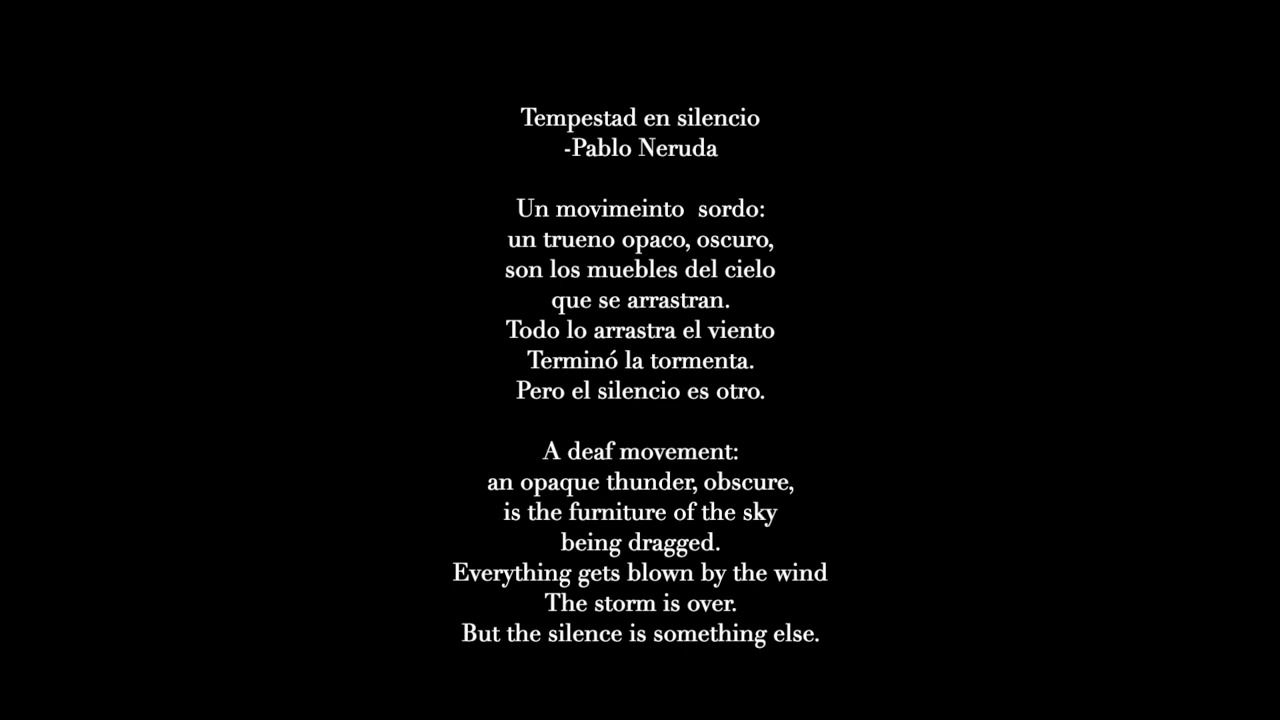 Tempestad en silencio
-Pablo Neruda
Un movimeinto sordo:
un trueno opaco, oscuro,
son los muebles del cielo
que se arrastran.
Todo lo arrastra el viento
Terminó la tormenta.
Pero el silencio es otro.
A deaf movement:
an opaque thunder, obscure,
is the furniture of the sky
being dragged.
Everything gets blown by the wind
The storm is over.
But the silence is something else.